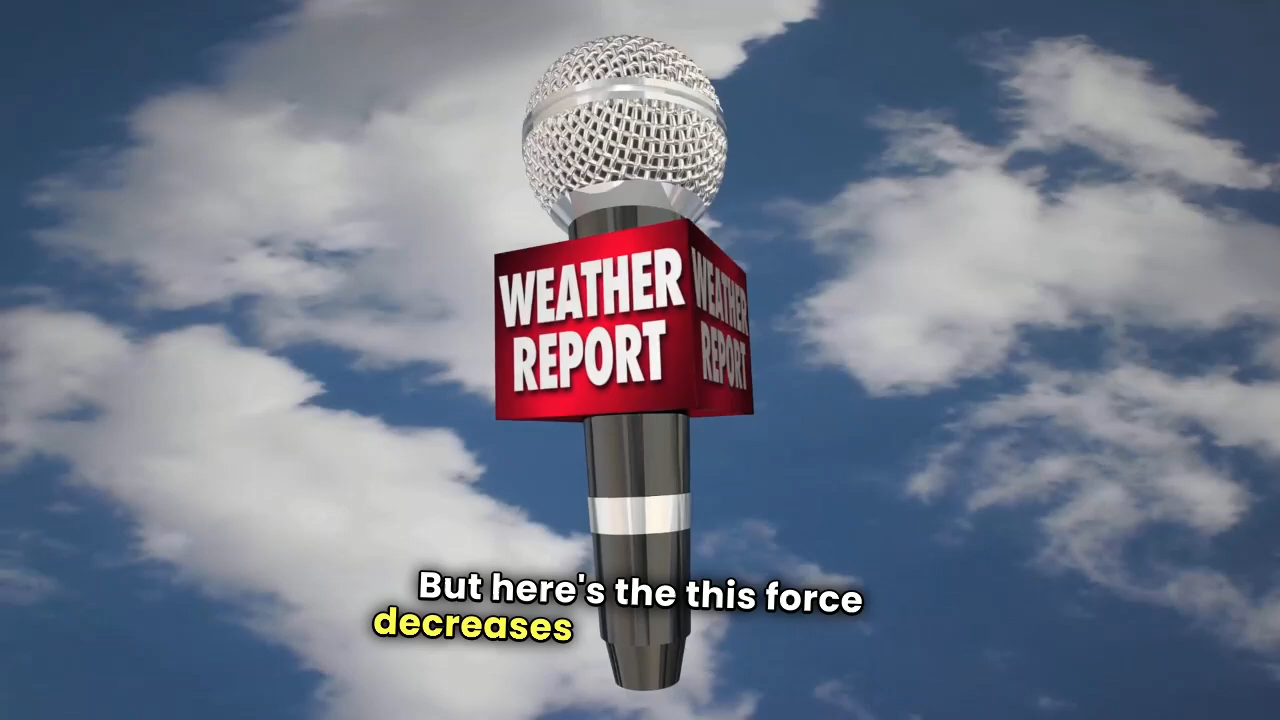 WEATHER
REPORT
WEATHER
REPORT
But here's the this force
decreases